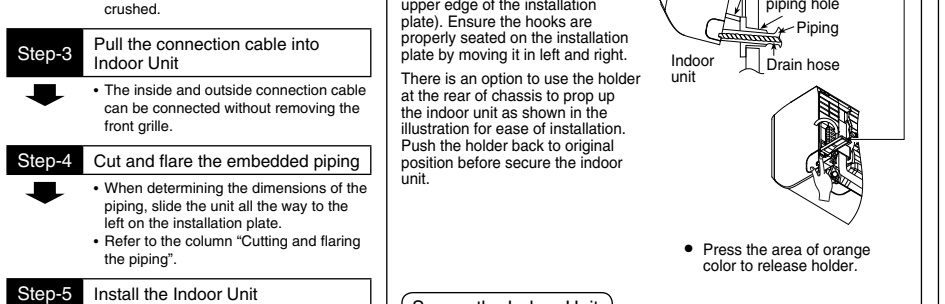 crushed.
Step-3
Pull the connection cable into
Indoor Unit
• The inside and outside connection cable
can be connected without removing the
front grille.
Step-4
Cut and flare the embedded piping
• When determining the dimensions of the
piping, slide the unit all the way to the
left on the installation plate.
• Refer to the column “Cutting and flaring
the piping”.
Step-5
Install the Indoor Unit
upper edge of the installation
plate). Ensure the hooks are
properly seated on the installation
plate by moving it in left and right.
There is an option to use the holder
at the rear of chassis to prop up
the indoor unit as shown in the
illustration for ease of installation.
Push the holder back to original
position before secure the indoor
unit.
piping hole
Piping
Drain hose
Indoor
unit
• Press the area of orange
color to release holder.